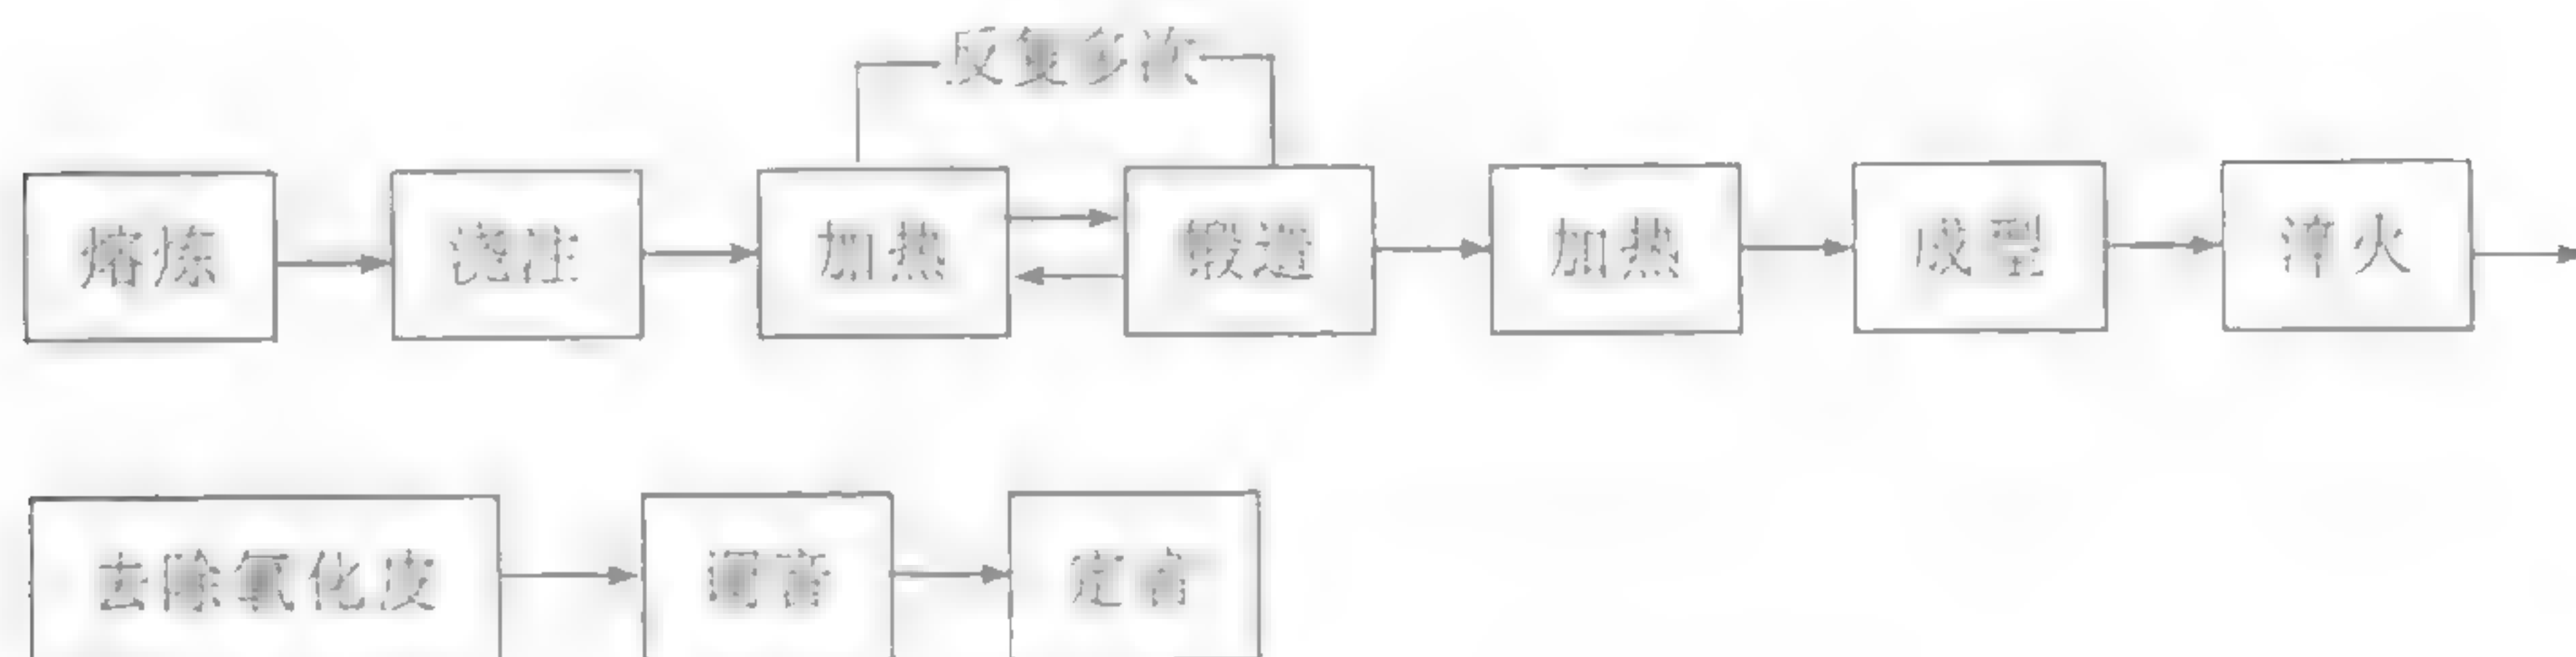 反复多次
熔炼 浇注 加热 锻造 加热 成型 淬火
去除氧化皮 调音 定音